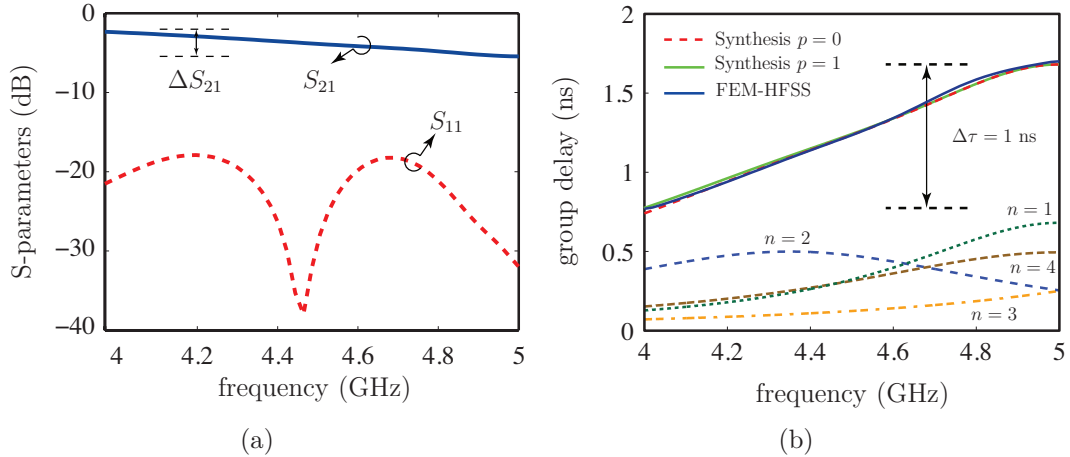 0
−10
−20
−30
−40
S-parameters (dB)
ΔS21
S21
S11
4
4.2
4.4
4.6
4.8
5
frequency (GHz)
(a)
2
1.5
1
0.5
0
group delay (ns)
Synthesis p = 0
Synthesis p = 1
FEM-HFSS
Δτ = 1 ns
n = 1
n = 2
n = 4
n = 3
4.0
4.2
4.4
4.6
4.8
5
frequency (GHz)
(b)